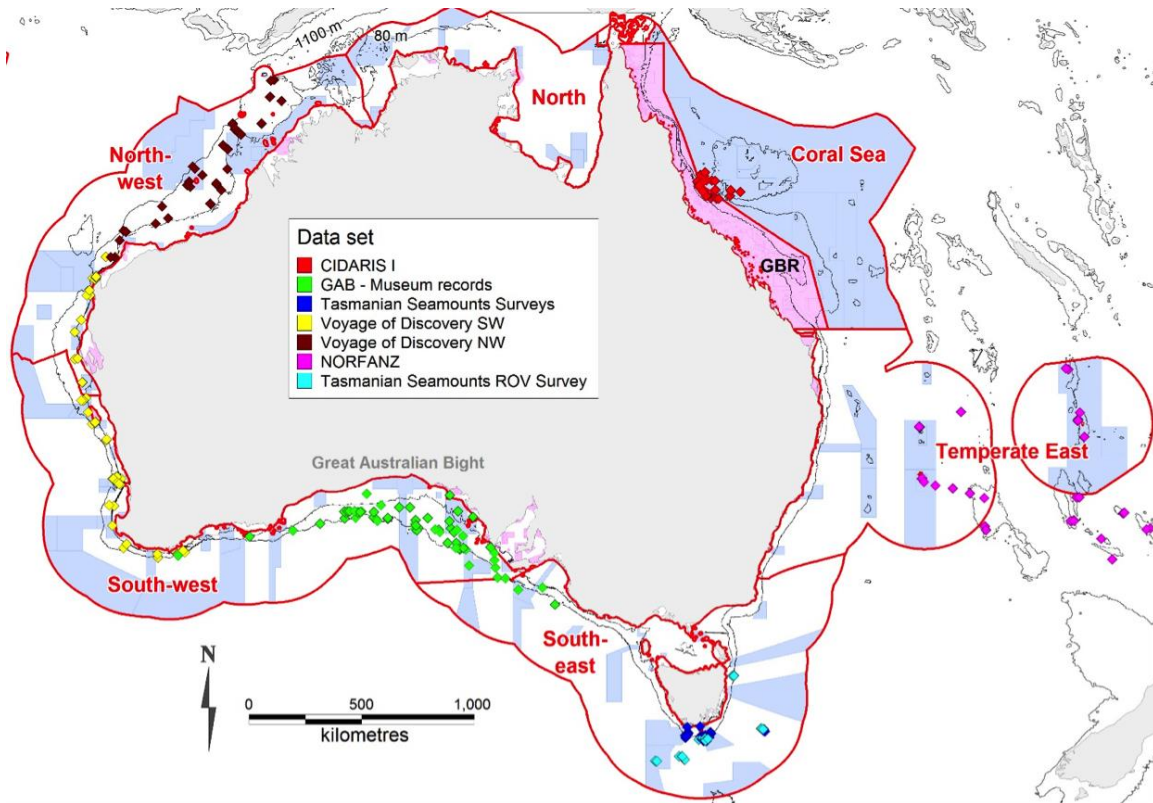 1100 m
80 m
North
North-
west
Coral Sea
GBR
Data set
CIDARIS I
GAB - Museum records
Tasmanian Seamounts Surveys
Voyage of Discovery SW
Voyage of Discovery NW
NORFANZ
Tasmanian Seamounts ROV Survey
Temperate East
Great Australian Bight
South-west
South-
east
N
0 500 1,000
kilometres